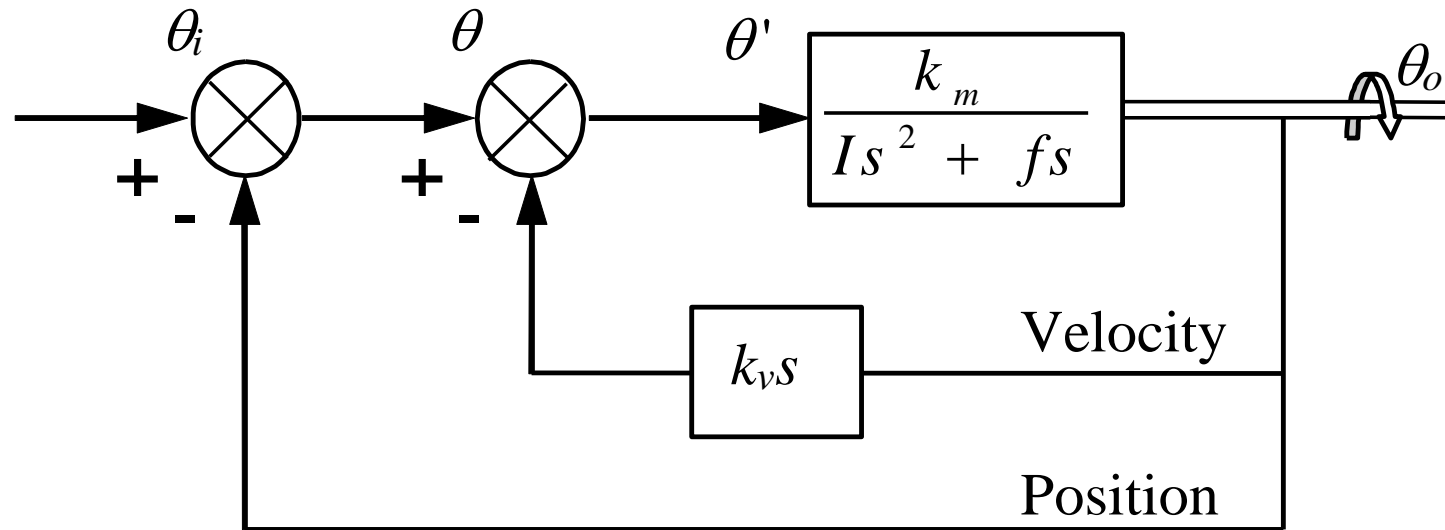 θi θ θ' θo
km
Is² + fs
+ - + -
kvs
Velocity
Position